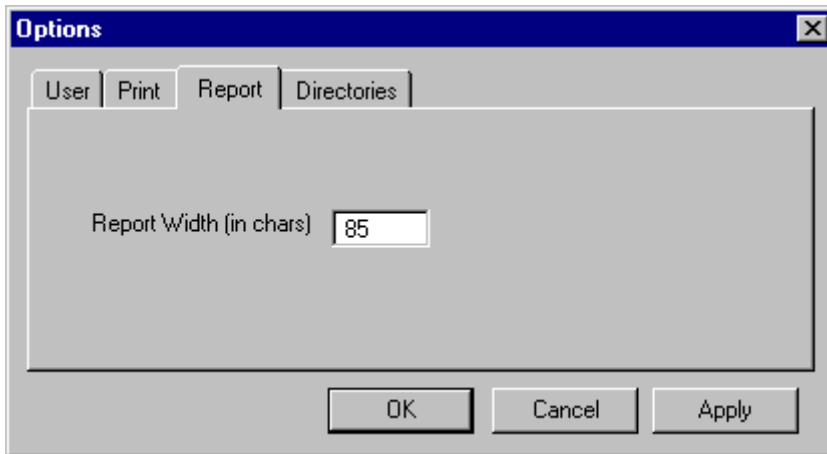 Options
User Print Report Directories
Report Width (in chars) 85
OK Cancel Apply